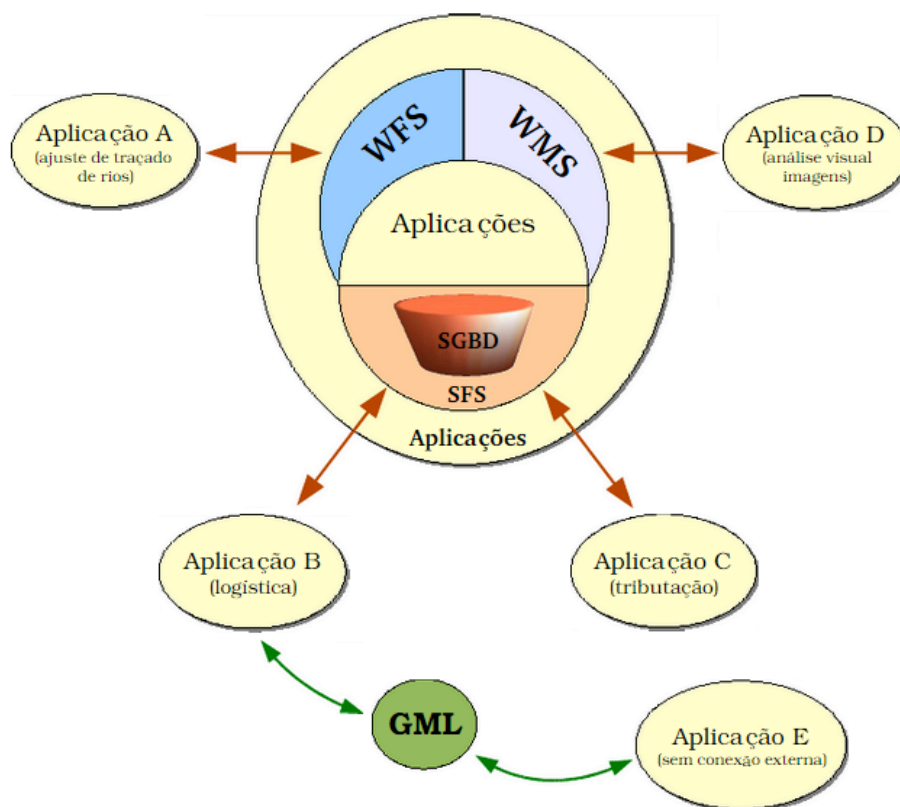 Aplicação A
(ajuste de traçado
de rios)
WFS
WMS
Aplicação D
(análise visual
imagens)
Aplicações
SGBD
SFS
Aplicações
Aplicação B
(logística)
Aplicação C
(tributação)
GML
Aplicação E
(sem conexão externa)